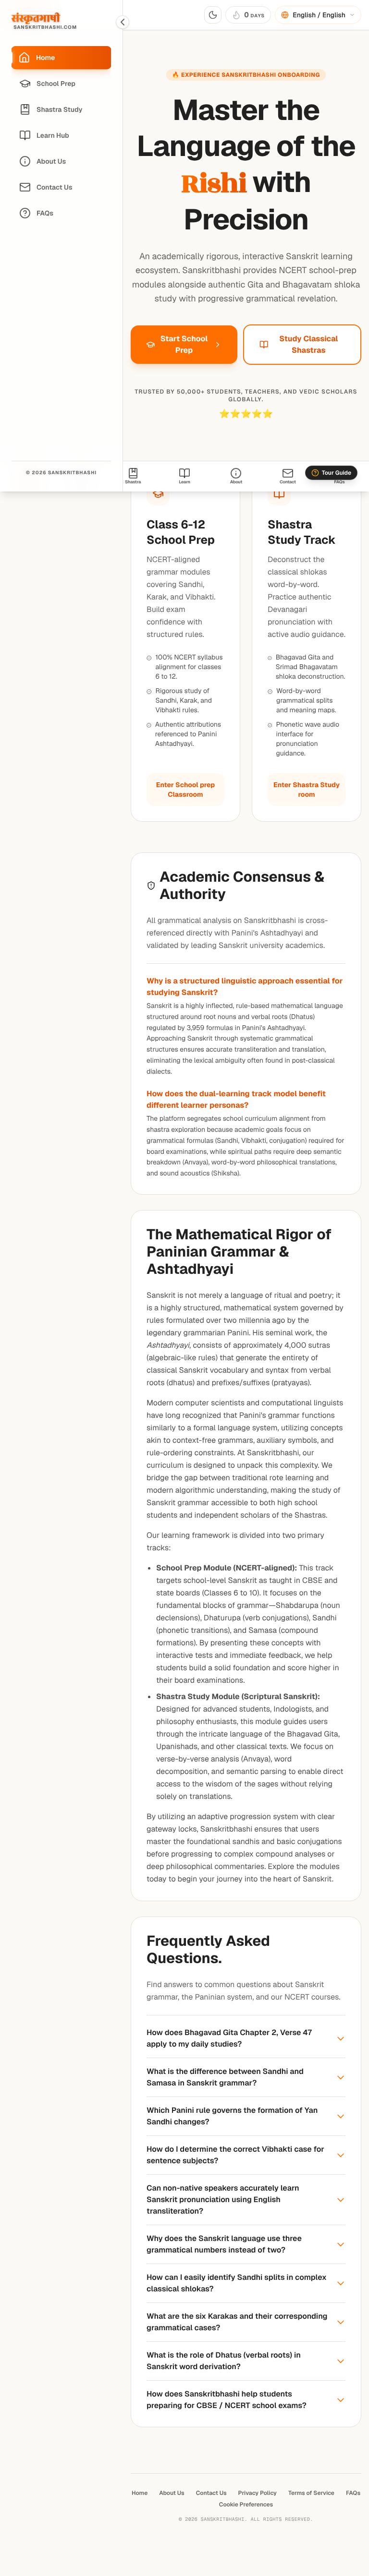 संस्कृतभाषी
SANSKRITBHASHI.COM
0 DAYS
English / English
Home
School Prep
Shastra Study
Learn Hub
About Us
Contact Us
FAQs
© 2026 SANSKRITBHASHI
🔥 EXPERIENCE SANSKRITBHASHI ONBOARDING
Master the
Language of the
Rishi with
Precision
An academically rigorous, interactive Sanskrit learning
ecosystem. Sanskritbhashi provides NCERT school-prep
modules alongside authentic Gita and Bhagavatam shloka
study with progressive grammatical revelation.
Start School
Prep
Study Classical
Shastras
TRUSTED BY 50,000+ STUDENTS, TEACHERS, AND VEDIC SCHOLARS
GLOBALLY.
⭐⭐⭐⭐⭐
Shastra
Learn
About
Contact
FAQs
Tour Guide
Class 6-12
School Prep
NCERT-aligned
grammar modules
covering Sandhi,
Karak, and Vibhakti.
Build exam
confidence with
structured rules.
100% NCERT syllabus
alignment for classes
6 to 12.
Rigorous study of
Sandhi, Karak, and
Vibhakti rules.
Authentic attributions
referenced to Panini
Ashtadhyayi.
Enter School prep
Classroom
Shastra
Study Track
Deconstruct the
classical shlokas
word-by-word.
Practice authentic
Devanagari
pronunciation with
active audio guidance.
Bhagavad Gita and
Srimad Bhagavatam
shloka deconstruction.
Word-by-word
grammatical splits
and meaning maps.
Phonetic wave audio
interface for
pronunciation
guidance.
Enter Shastra Study
room
Academic Consensus &
Authority
All grammatical analysis on Sanskritbhashi is cross-
referenced directly with Panini's Ashtadhyayi and
validated by leading Sanskrit university academics.
Why is a structured linguistic approach essential for
studying Sanskrit?
Sanskrit is a highly inflected, rule-based mathematical language
structured around root nouns and verbal roots (Dhatus)
regulated by 3,959 formulas in Panini's Ashtadhyayi.
Approaching Sanskrit through systematic grammatical
structures ensures accurate transliteration and translation,
eliminating the lexical ambiguity often found in post-classical
dialects.
How does the dual-learning track model benefit
different learner personas?
The platform segregates school curriculum alignment from
shastra exploration because academic goals focus on
grammatical formulas (Sandhi, Vibhakti, conjugation) required for
board examinations, while spiritual paths require deep semantic
breakdown (Anvaya), word-by-word philosophical translations,
and sound acoustics (Shiksha).
The Mathematical Rigor of
Paninian Grammar &
Ashtadhyayi
Sanskrit is not merely a language of ritual and poetry; it
is a highly structured, mathematical system governed by
rules formulated over two millennia ago by the
legendary grammarian Panini. His seminal work, the
Ashtadhyayi, consists of approximately 4,000 sutras
(algebraic-like rules) that generate the entirety of
classical Sanskrit vocabulary and syntax from verbal
roots (dhatus) and prefixes/suffixes (pratyayas).
Modern computer scientists and computational linguists
have long recognized that Panini's grammar functions
similarly to a formal language system, utilizing concepts
akin to context-free grammars, auxiliary symbols, and
rule-ordering constraints. At Sanskritbhashi, our
curriculum is designed to unpack this complexity. We
bridge the gap between traditional rote learning and
modern algorithmic understanding, making the study of
Sanskrit grammar accessible to both high school
students and independent scholars of the Shastras.
Our learning framework is divided into two primary
tracks:
• School Prep Module (NCERT-aligned): This track
targets school-level Sanskrit as taught in CBSE and
state boards (Classes 6 to 10). It focuses on the
fundamental blocks of grammar—Shabdarupa (noun
declensions), Dhaturupa (verb conjugations), Sandhi
(phonetic transitions), and Samasa (compound
formations). By presenting these concepts with
interactive tests and immediate feedback, we help
students build a solid foundation and score higher in
their board examinations.
• Shastra Study Module (Scriptural Sanskrit):
Designed for advanced students, Indologists, and
philosophy enthusiasts, this module guides users
through the intricate language of the Bhagavad Gita,
Upanishads, and other classical texts. We focus on
verse-by-verse analysis (Anvaya), word
decomposition, and semantic parsing to enable direct
access to the wisdom of the sages without relying
solely on translations.
By utilizing an adaptive progression system with clear
gateway locks, Sanskritbhashi ensures that users
master the foundational sandhis and basic conjugations
before progressing to complex compound analyses or
deep philosophical commentaries. Explore the modules
today to begin your journey into the heart of Sanskrit.
Frequently Asked
Questions.
Find answers to common questions about Sanskrit
grammar, the Paninian system, and our NCERT courses.
How does Bhagavad Gita Chapter 2, Verse 47
apply to my daily studies?
What is the difference between Sandhi and
Samasa in Sanskrit grammar?
Which Panini rule governs the formation of Yan
Sandhi changes?
How do I determine the correct Vibhakti case for
sentence subjects?
Can non-native speakers accurately learn
Sanskrit pronunciation using English
transliteration?
Why does the Sanskrit language use three
grammatical numbers instead of two?
How can I easily identify Sandhi splits in complex
classical shlokas?
What are the six Karakas and their corresponding
grammatical cases?
What is the role of Dhatus (verbal roots) in
Sanskrit word derivation?
How does Sanskritbhashi help students
preparing for CBSE / NCERT school exams?
Home About Us Contact Us Privacy Policy Terms of Service FAQs
Cookie Preferences
© 2026 SANSKRITBHASHI. ALL RIGHTS RESERVED.